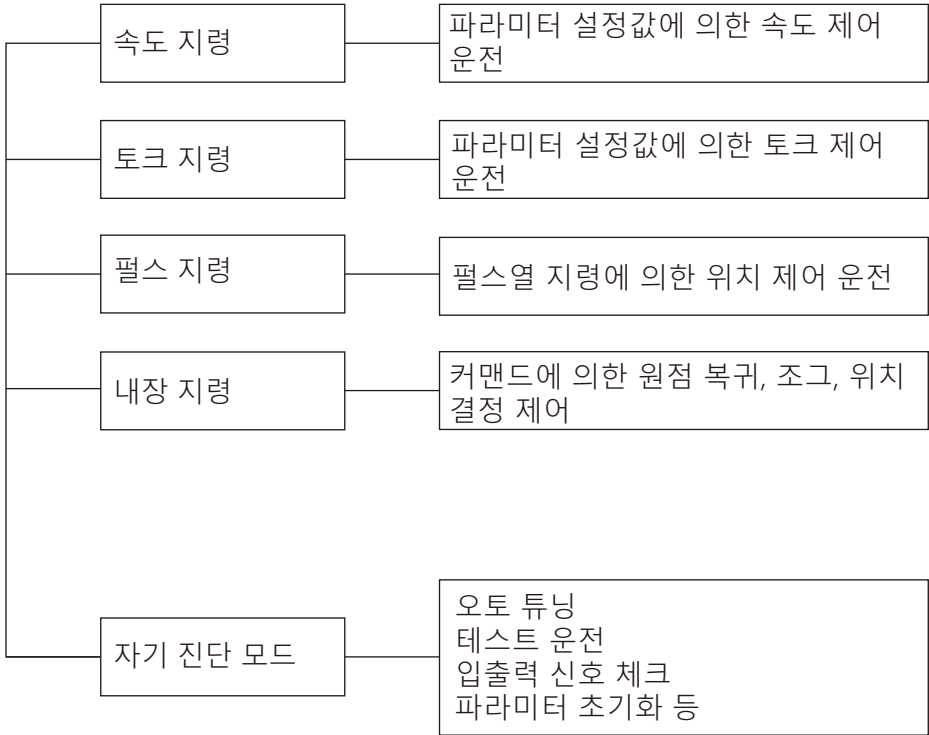 속도 지령
파라미터 설정값에 의한 속도 제어
운전
토크 지령
파라미터 설정값에 의한 토크 제어
운전
펄스 지령
펄스열 지령에 의한 위치 제어 운전
내장 지령
커맨드에 의한 원점 복귀, 조그, 위치
결정 제어
자기 진단 모드
오토 튜닝
테스트 운전
입출력 신호 체크
파라미터 초기화 등